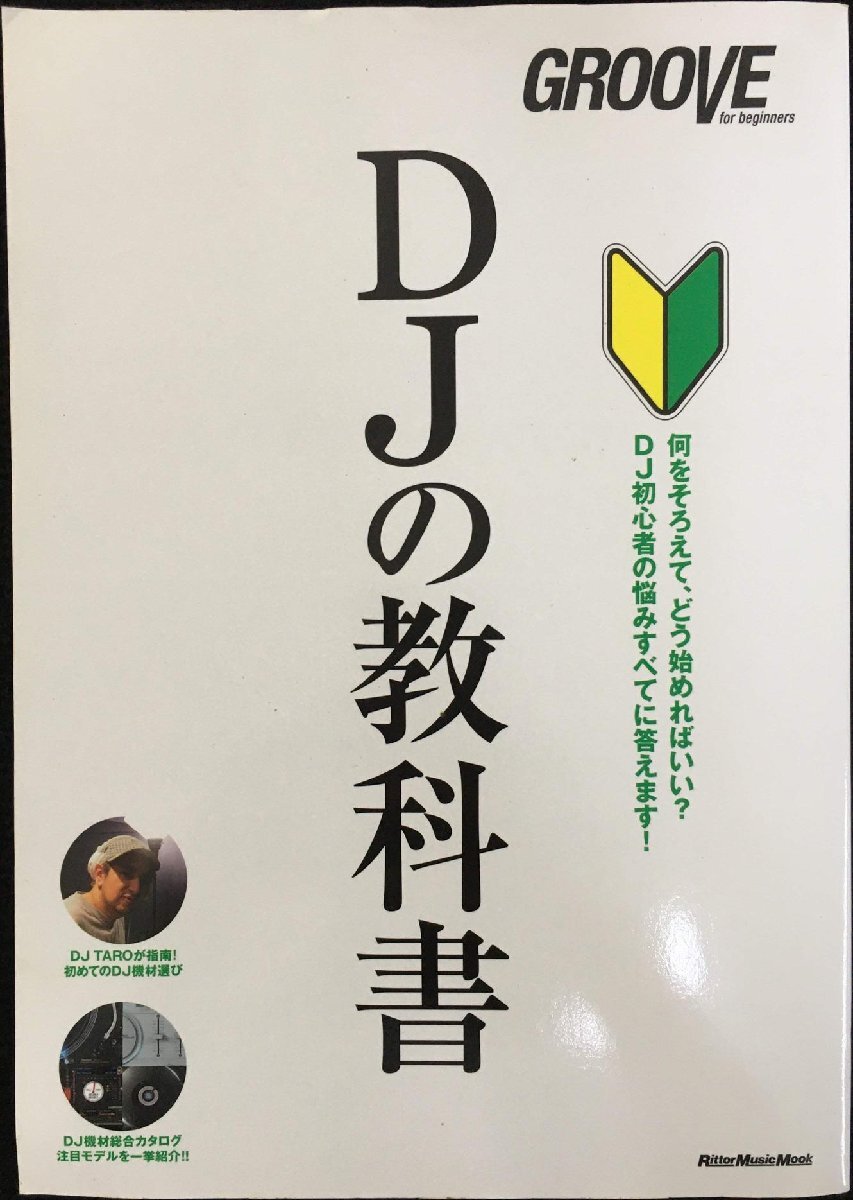 GROOVE
for beginners
何をそろえて、どう始めればいい?
DJ初心者の悩みすべてに答えます!
DJの教科書
DJ TAROが指南!
初めてのDJ機材選び
DJ機材総合カタログ
注目モデルを一挙紹介!!
RittorMusicMook